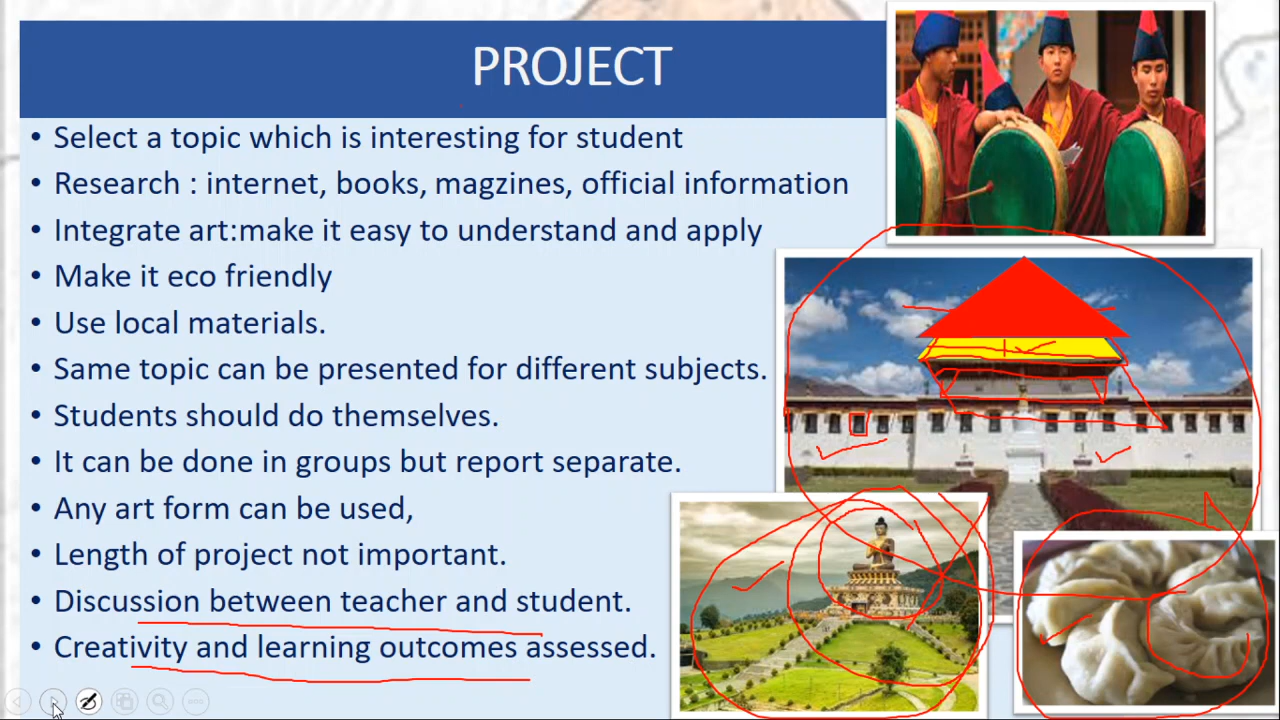 PROJECT
• Select a topic which is interesting for student
• Research : internet, books, magzines, official information
• Integrate art:make it easy to understand and apply
• Make it eco friendly
• Use local materials.
• Same topic can be presented for different subjects.
• Students should do themselves.
• It can be done in groups but report separate.
• Any art form can be used,
• Length of project not important.
• Discussion between teacher and student.
• Creativity and learning outcomes assessed.